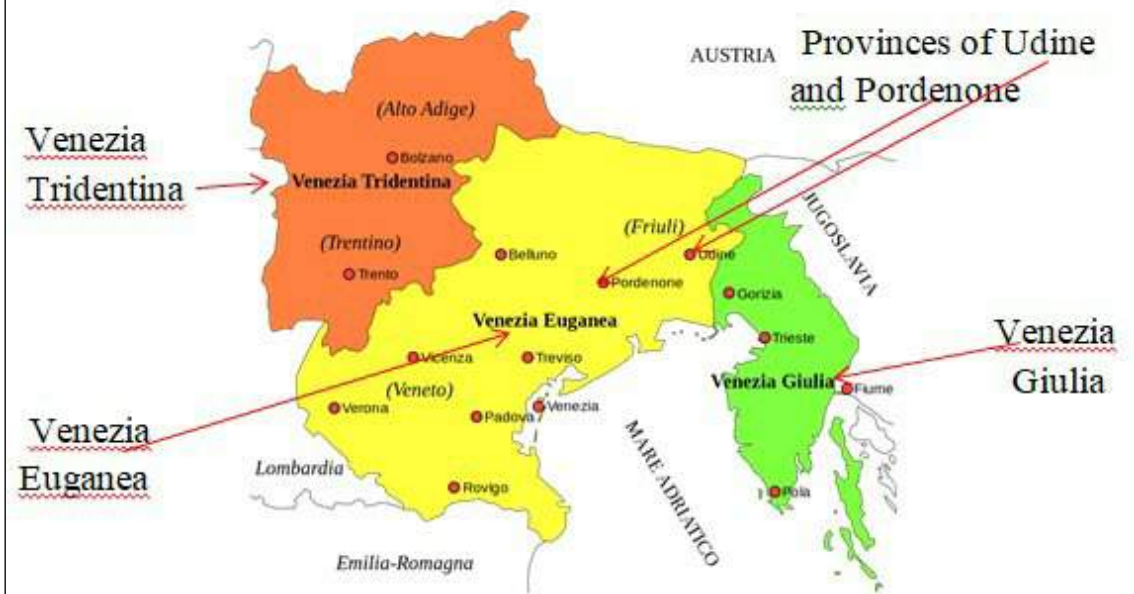 AUSTRIA
Provinces of Udine
and Pordenone
(Alto Adige)
Venezia
Tridentina
Bolzano
Venezia Tridentina
JUGOSLAVIA
(Trentino)
(Friuli)
Belluno
Udine
Trento
Pordenone
Gorizia
Venezia Euganea
Venezia
Giulia
Trieste
Vicenza
Treviso
(Veneto)
Venezia Giulia
Fiume
Verona
Padova
Venezia
Venezia
Euganea
MARE ADRIATICO
Lombardia
Rovigo
Pola
Emilia-Romagna